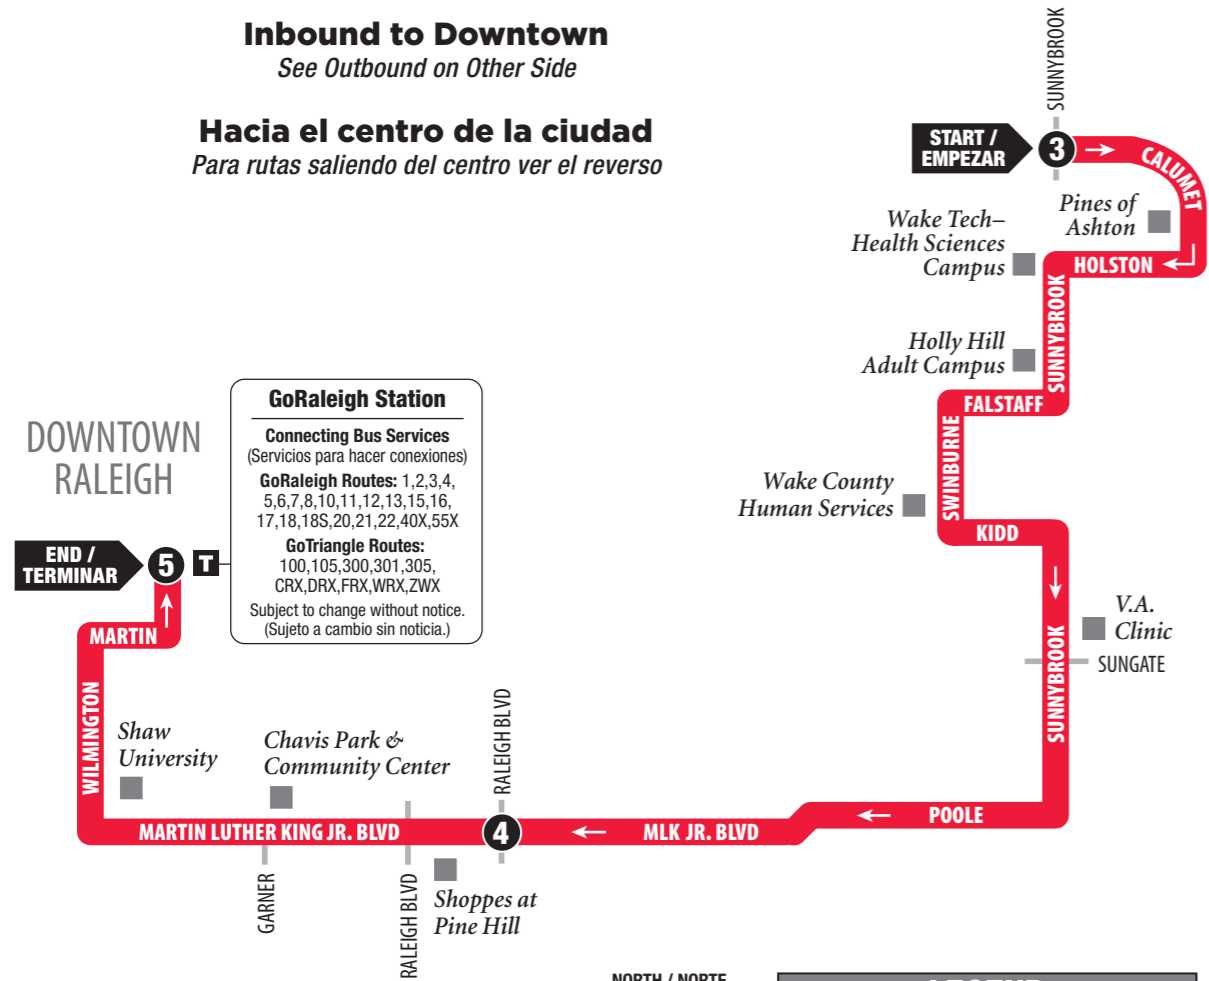 Inbound to Downtown
See Outbound on Other Side
Hacia el centro de la ciudad
Para rutas saliendo del centro ver el reverso
SUNNYBROOK
START /
EMPEZAR
3
CALUMET
Pines of
Ashton
Wake Tech–
Health Sciences
Campus
HOLSTON
SUNNYBROOK
Holly Hill
Adult Campus
FALSTAFF
SWINBURNE
Wake County
Human Services
KIDD
V.A.
Clinic
SUNGATE
SUNNYBROOK
POOLE
MLK JR. BLVD
RALEIGH BLVD
4
Shoppes at
Pine Hill
RALEIGH BLVD
MARTIN LUTHER KING JR. BLVD
Chavis Park &
Community Center
GARNER
Shaw
University
WILMINGTON
MARTIN
END /
TERMINAR
5
T
DOWNTOWN
RALEIGH
GoRaleigh Station
Connecting Bus Services
(Servicios para hacer conexiones)
GoRaleigh Routes: 1,2,3,4,
5,6,7,8,10,11,12,13,15,16,
17,18,18S,20,21,22,40X,55X
GoTriangle Routes:
100,105,300,301,305,
CRX,DRX,FRX,WRX,ZWX
Subject to change without notice.
(Sujeto a cambio sin noticia.)
NORTH / NORTE
LEGEND